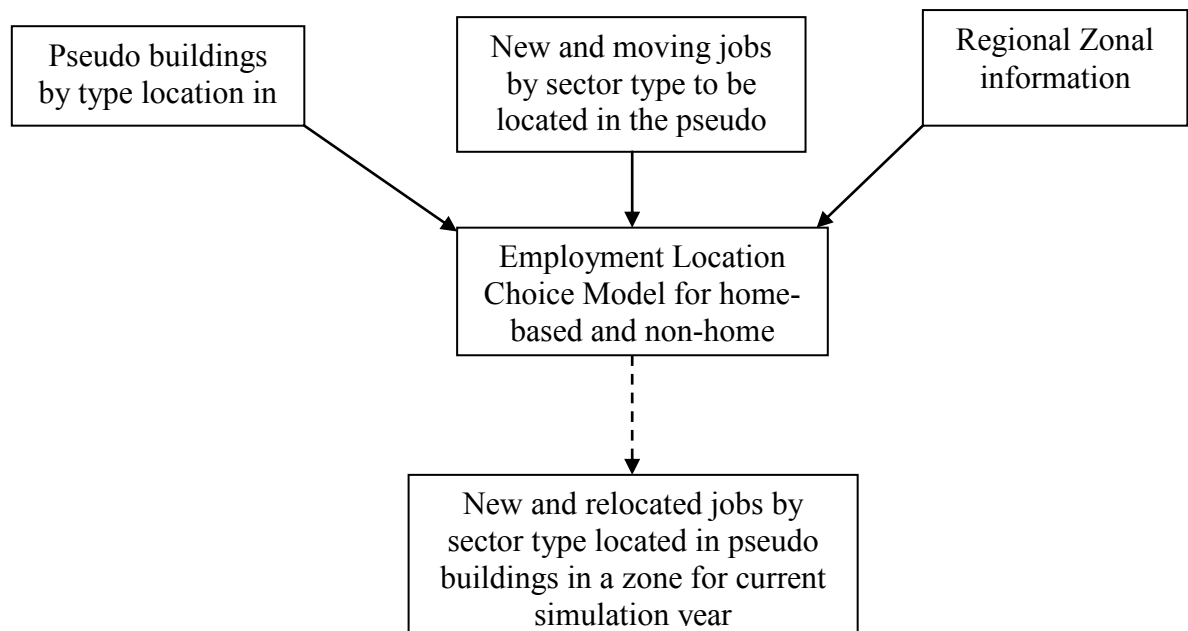 Pseudo buildings
by type location in
New and moving jobs
by sector type to be
located in the pseudo
Regional Zonal
information
Employment Location
Choice Model for home-
based and non-home
New and relocated jobs by
sector type located in pseudo
buildings in a zone for current
simulation year